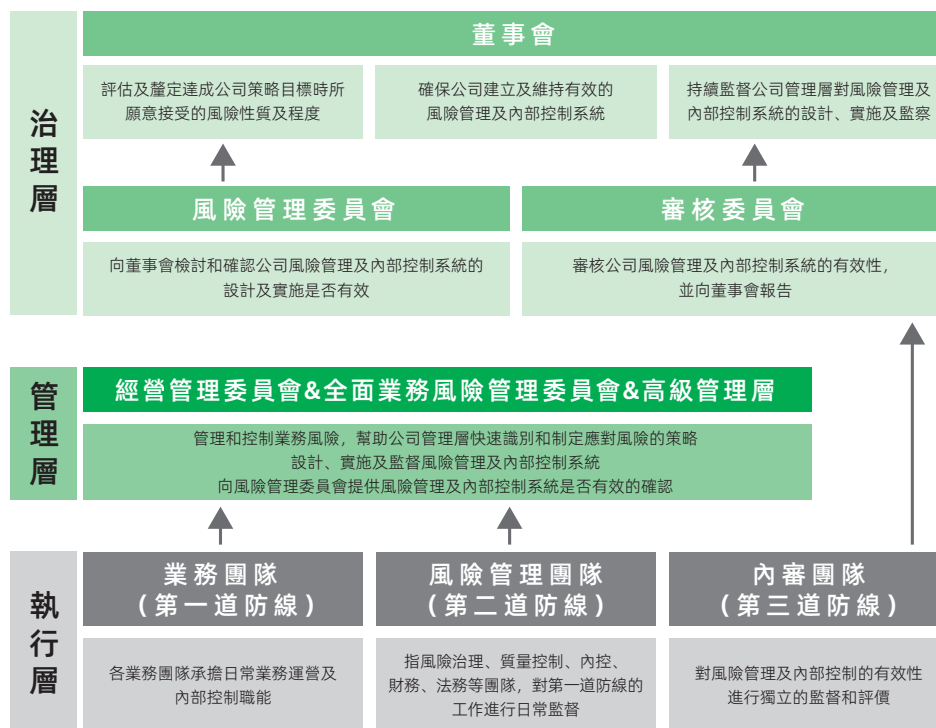 治理層
董事會
評估及釐定達成公司策略目標時所
願意接受的風險性質及程度
確保公司建立及維持有效的
風險管理及內部控制系統
持續監督公司管理層對風險管理及
內部控制系統的設計、實施及監察
風險管理委員會
向董事會檢討和確認公司風險管理及內部控制系統的
設計及實施是否有效
審核委員會
審核公司風險管理及內部控制系統的有效性，
並向董事會報告
管理層
經營管理委員會&全面業務風險管理委員會&高級管理層
管理和控制業務風險，幫助公司管理層快速識別和制定應對風險的策略
設計、實施及監督風險管理及內部控制系統
向風險管理委員會提供風險管理及內部控制系統是否有效的確認
執行層
業務團隊
（第一道防線）
各業務團隊承擔日常業務運營及
內部控制職能
風險管理團隊
（第二道防線）
指風險治理、質量控制、內控、
財務、法務等團隊，對第一道防線的
工作進行日常監督
內審團隊
（第三道防線）
對風險管理及內部控制的有效性
進行獨立的監督和評價